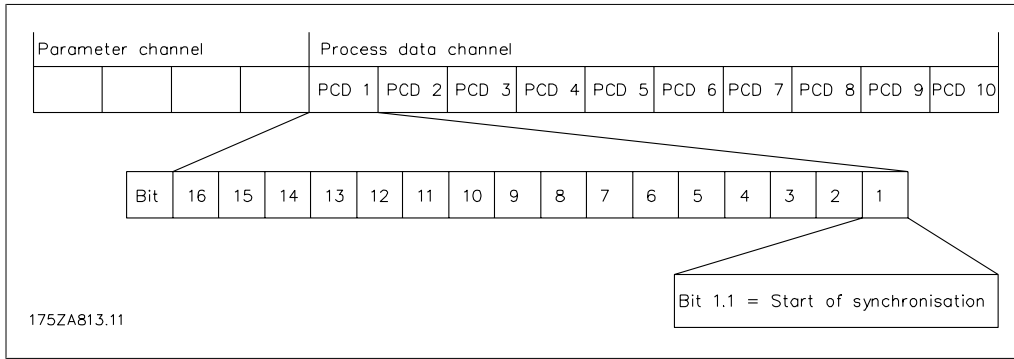 Parameter channel Process data channel
PCD 1 PCD 2 PCD 3 PCD 4 PCD 5 PCD 6 PCD 7 PCD 8 PCD 9 PCD 10
Bit 16 15 14 13 12 11 10 9 8 7 6 5 4 3 2 1
Bit 1.1 = Start of synchronisation
175ZA813.11